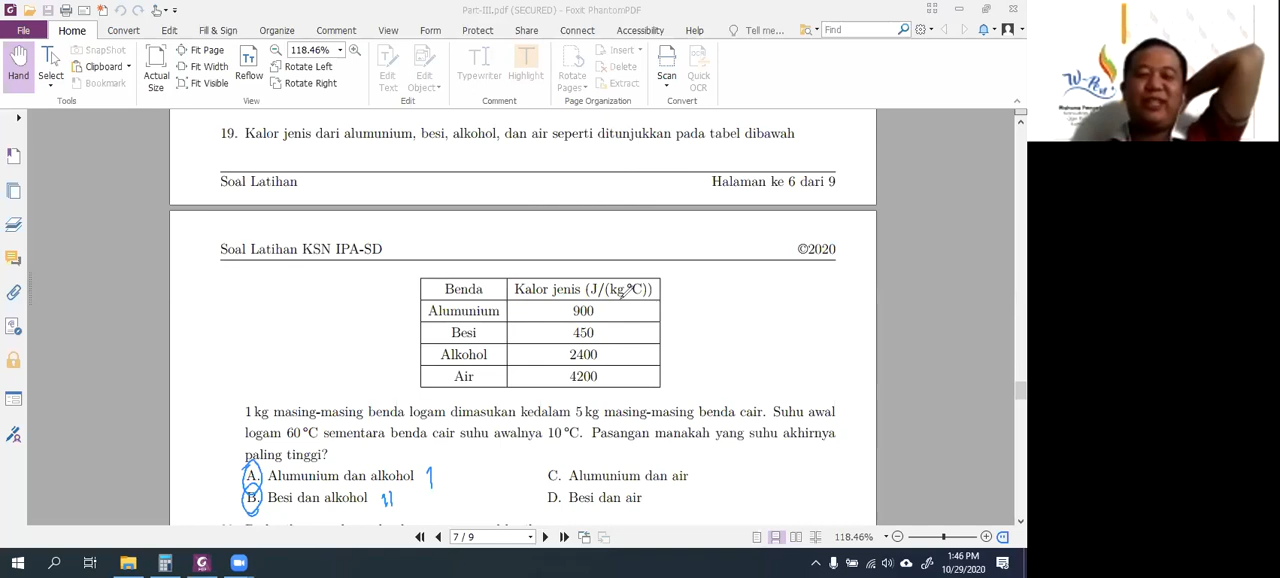 Part-III.pdf (SECURED) - Foxit PhantomPDF
File Home Convert Edit Fill & Sign Organize Comment View Form Protect Share Connect Accessibility Help Tell me... Find
Hand
Select
SnapShot
Clipboard
Bookmark
Tools
Actual Size
Fit Page
Fit Width
Fit Visible
Reflow
118.46%
Rotate Left
Rotate Right
View
Edit Text
Edit Object
Edit
Typewriter
Highlight
Comment
Rotate Pages
Insert
Delete
Extract
Page Organization
Scan
Quick OCR
Convert
W-Pen
19. Kalor jenis dari alumunium, besi, alkohol, dan air seperti ditunjukkan pada tabel dibawah
Soal Latihan Halaman ke 6 dari 9
Soal Latihan KSN IPA-SD ©2020
Benda Kalor jenis (J/(kg°C))
Alumunium 900
Besi 450
Alkohol 2400
Air 4200
1 kg masing-masing benda logam dimasukan kedalam 5 kg masing-masing benda cair. Suhu awal
logam 60 °C sementara benda cair suhu awalnya 10 °C. Pasangan manakah yang suhu akhirnya
paling tinggi?
A. Alumunium dan alkohol C. Alumunium dan air
B. Besi dan alkohol D. Besi dan air
7 / 9 118.46%
1:46 PM
10/29/2020